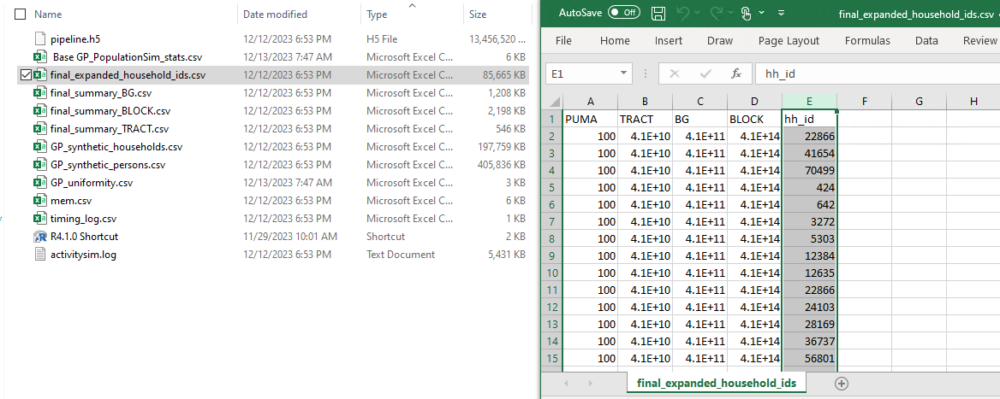 Name Date modified Type Size
pipeline.h5 12/12/2023 6:53 PM H5 File 13,456,520 ...
Base GP_PopulationSim_stats.csv 12/13/2023 7:47 AM Microsoft Excel C... 6 KB
final_expanded_household_ids.csv 12/12/2023 6:53 PM Microsoft Excel C... 85,665 KB
final_summary_BG.csv 12/12/2023 6:53 PM Microsoft Excel C... 1,208 KB
final_summary_BLOCK.csv 12/12/2023 6:53 PM Microsoft Excel C... 2,198 KB
final_summary_TRACT.csv 12/12/2023 6:53 PM Microsoft Excel C... 546 KB
GP_synthetic_households.csv 12/12/2023 6:53 PM Microsoft Excel C... 197,759 KB
GP_synthetic_persons.csv 12/12/2023 6:53 PM Microsoft Excel C... 405,836 KB
GP_uniformity.csv 12/13/2023 7:47 AM Microsoft Excel C... 3 KB
mem.csv 12/12/2023 6:53 PM Microsoft Excel C... 6 KB
timing_log.csv 12/12/2023 6:53 PM Microsoft Excel C... 1 KB
R4.1.0 Shortcut 11/29/2023 10:01 AM Shortcut 2 KB
activitysim.log 12/12/2023 6:53 PM Text Document 5,431 KB
AutoSave Off final_expanded_household_ids.csv
File Home Insert Draw Page Layout Formulas Data Review
E1 fx hh_id
A B C D E F G H
1 PUMA TRACT BG BLOCK hh_id
2 100 4.1E+10 4.1E+11 4.1E+14 22866
3 100 4.1E+10 4.1E+11 4.1E+14 41654
4 100 4.1E+10 4.1E+11 4.1E+14 70499
5 100 4.1E+10 4.1E+11 4.1E+14 424
6 100 4.1E+10 4.1E+11 4.1E+14 642
7 100 4.1E+10 4.1E+11 4.1E+14 3272
8 100 4.1E+10 4.1E+11 4.1E+14 5303
9 100 4.1E+10 4.1E+11 4.1E+14 12384
10 100 4.1E+10 4.1E+11 4.1E+14 12635
11 100 4.1E+10 4.1E+11 4.1E+14 22866
12 100 4.1E+10 4.1E+11 4.1E+14 24103
13 100 4.1E+10 4.1E+11 4.1E+14 28169
14 100 4.1E+10 4.1E+11 4.1E+14 36737
15 100 4.1E+10 4.1E+11 4.1E+14 56801
final_expanded_household_ids